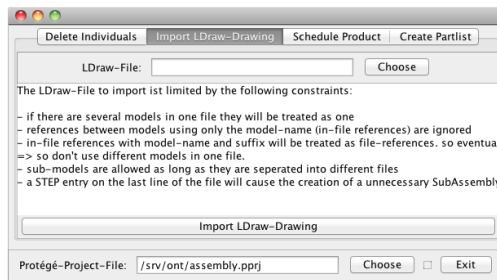 Delete Individuals Import LDraw-Drawing Schedule Product Create Partlist
LDraw-File: Choose
The LDraw-File to import ist limited by the following constraints:
- if there are several models in one file they will be treated as one
- references between models using only the model-name (in-file references) are ignored
- in-file references with model-name and suffix will be treated as file-references. so eventua
=> so don't use different models in one file.
- sub-models are allowed as long as they are seperated into different files
- a STEP entry on the last line of the file will cause the creation of a unnecessary SubAssembly
Import LDraw-Drawing
Protégé-Project-File: /srv/ont/assembly.pprj Choose Exit